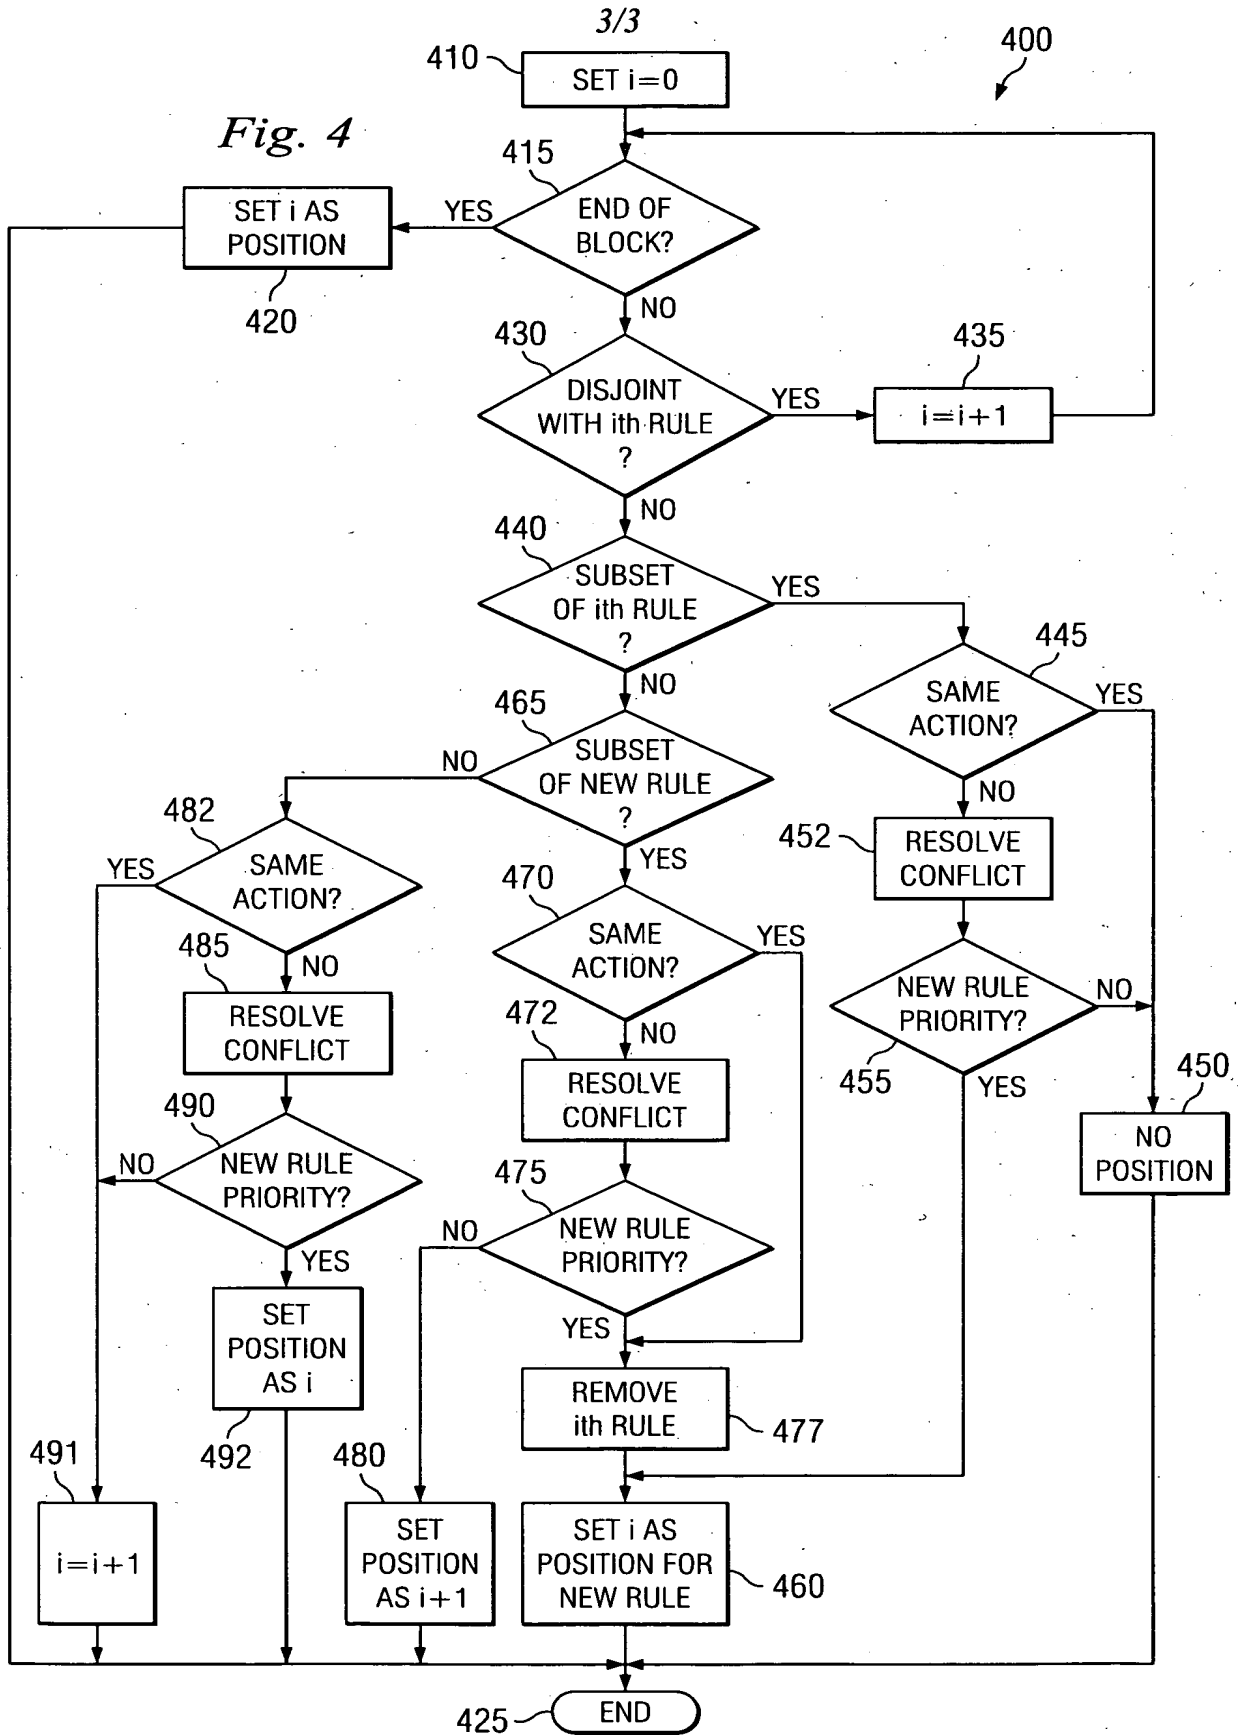 3/3
400
410
SET i=0
Fig. 4
415
END OF
BLOCK?
YES
NO
SET i AS
POSITION
420
430
DISJOINT
WITH ith RULE
?
YES
NO
435
i=i+1
440
SUBSET
OF ith RULE
?
YES
NO
445
SAME
ACTION?
YES
NO
465
SUBSET
OF NEW RULE
?
NO
YES
452
RESOLVE
CONFLICT
482
SAME
ACTION?
YES
NO
470
SAME
ACTION?
YES
NO
NEW RULE
PRIORITY?
NO
455
YES
485
RESOLVE
CONFLICT
472
RESOLVE
CONFLICT
450
NO
POSITION
490
NEW RULE
PRIORITY?
NO
YES
475
NEW RULE
PRIORITY?
NO
YES
SET
POSITION
AS i
492
REMOVE
ith RULE
477
491
i=i+1
480
SET
POSITION
AS i+1
SET i AS
POSITION FOR
NEW RULE
460
425
END